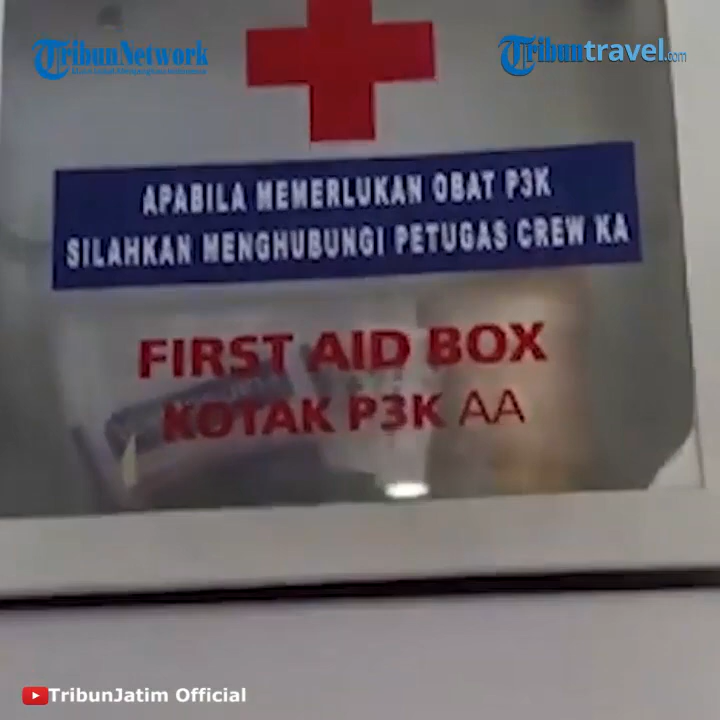 TribunNetwork
Tribuntravel.com
APABILA MEMERLUKAN OBAT P3K
SILAHKAN MENGHUBUNGI PETUGAS CREW KA
FIRST AID BOX
KOTAK P3K AA
TribunJatim Official